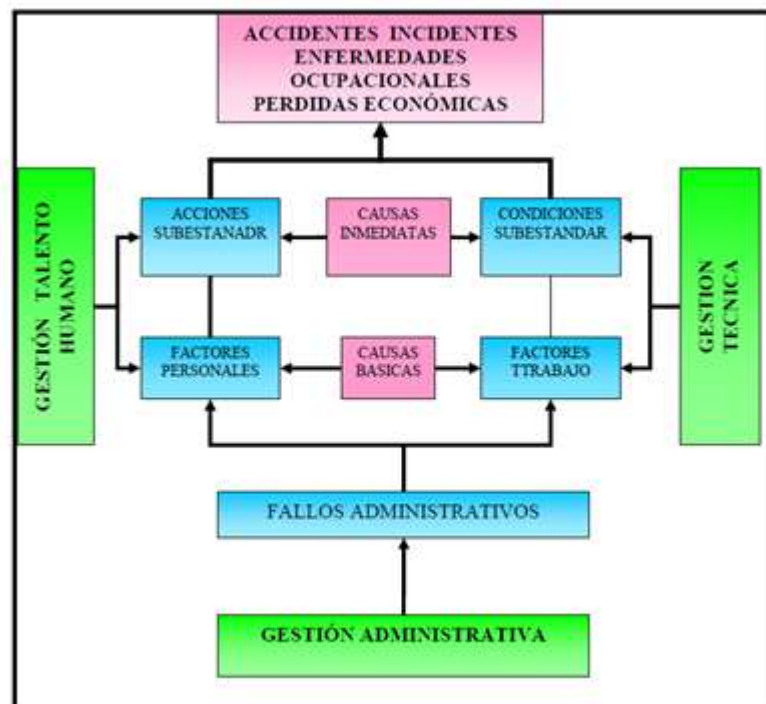 ACCIDENTES INCIDENTES
ENFERMEDADES
OCUPACIONALES
PERDIDAS ECONÓMICAS
GESTIÓN TALENTO
HUMANO
ACCIONES
SUBESTANADR
CAUSAS
INMEDIATAS
CONDICIONES
SUBESTANDAR
GESTION
TECNICA
FACTORES
PERSONALES
CAUSAS
BASICAS
FACTORES
TTRABAJO
FALLOS ADMINISTRATIVOS
GESTIÓN ADMINISTRATIVA